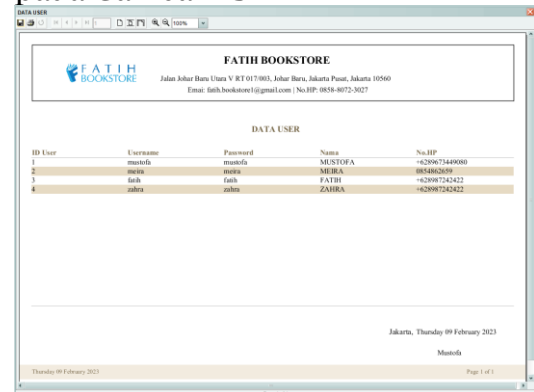 DATA USER
100%
FATIH BOOKSTORE
FATIH
BOOKSTORE
Jalan Johar Baru Utara V RT 017/003, Johar Baru, Jakarta Pusat, Jakarta 10560
Emai: fatih.bookstore1@gmail.com | No.HP: 0858-8072-3027
DATA USER
ID User Username Password Nama No.HP
1 mustofa mustofa MUSTOFA +6289673449080
2 meira meira MEIRA 0854862659
3 fatih fatih FATIH +628987242422
4 zahra zahra ZAHRA +628987242422
Jakarta, Thursday 09 February 2023
Mustofa
Thursday 09 February 2023 Page 1 of 1